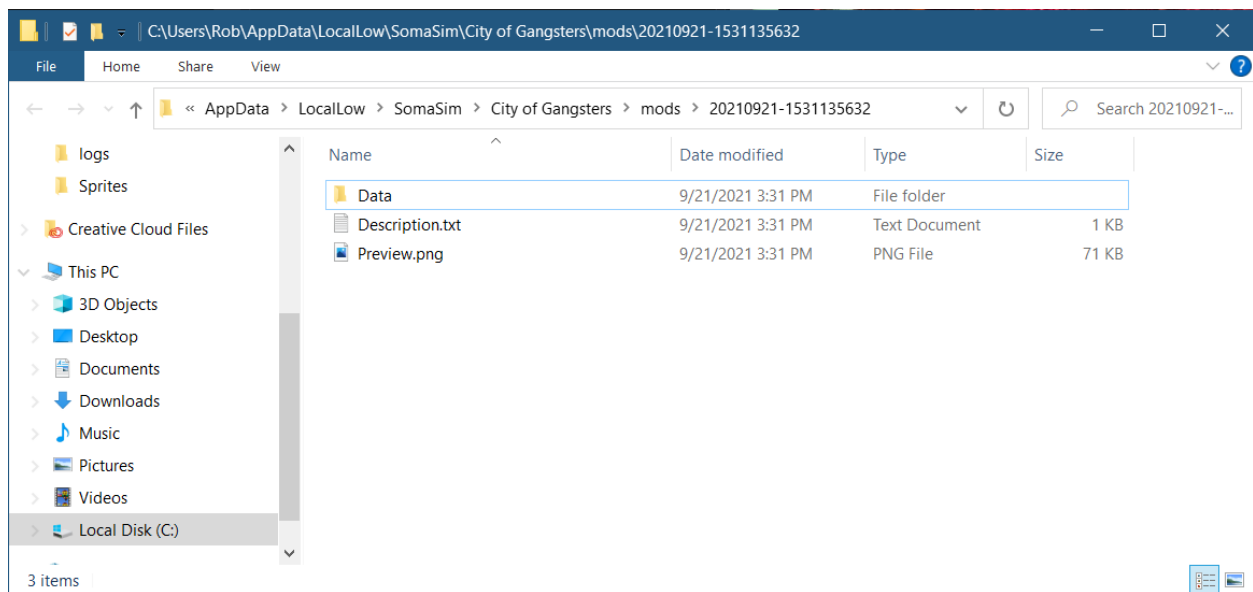 C:\Users\Rob\AppData\LocalLow\SomaSim\City of Gangsters\mods\20210921-1531135632
File Home Share View
« AppData > LocalLow > SomaSim > City of Gangsters > mods > 20210921-1531135632
Search 20210921-...
logs
Sprites
Creative Cloud Files
This PC
3D Objects
Desktop
Documents
Downloads
Music
Pictures
Videos
Local Disk (C:)
Name Date modified Type Size
Data 9/21/2021 3:31 PM File folder
Description.txt 9/21/2021 3:31 PM Text Document 1 KB
Preview.png 9/21/2021 3:31 PM PNG File 71 KB
3 items